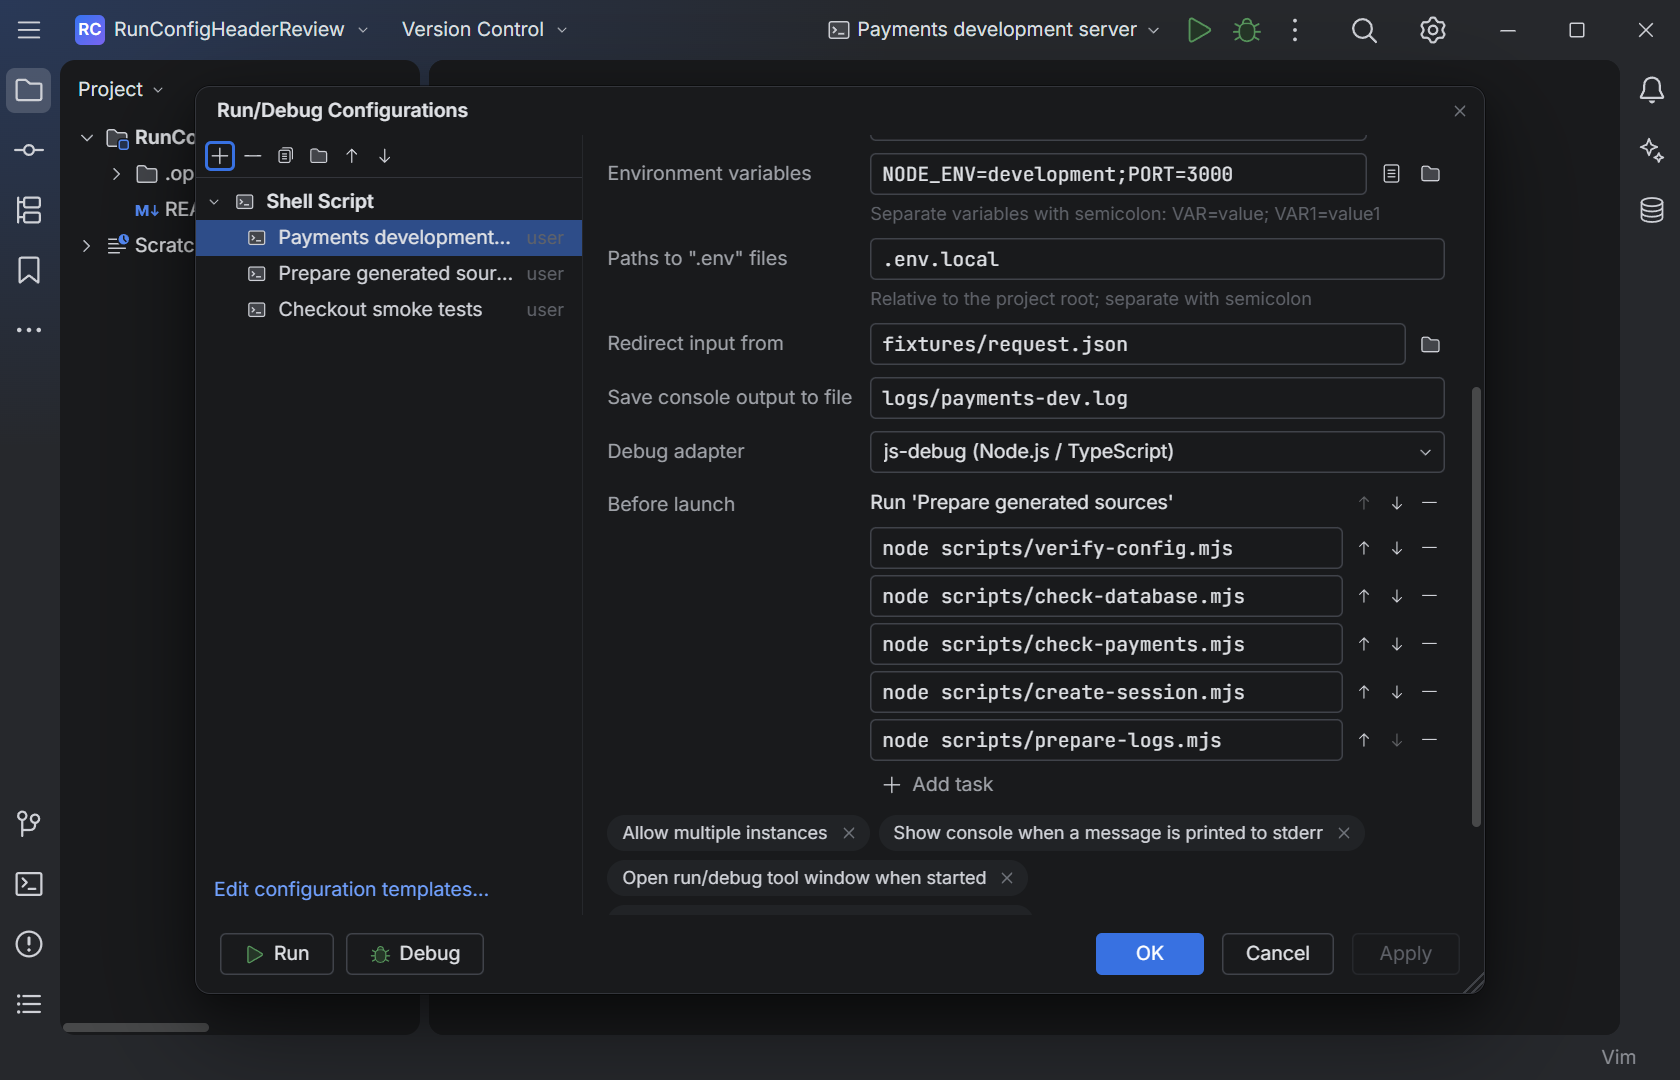 RC RunConfigHeaderReview Version Control Payments development server
Project
RunCo
.op
M↓ REA
Scratc
Run/Debug Configurations
Shell Script
Payments development... user
Prepare generated sour... user
Checkout smoke tests user
Edit configuration templates...
Environment variables NODE_ENV=development;PORT=3000
Separate variables with semicolon: VAR=value; VAR1=value1
Paths to ".env" files .env.local
Relative to the project root; separate with semicolon
Redirect input from fixtures/request.json
Save console output to file logs/payments-dev.log
Debug adapter js-debug (Node.js / TypeScript)
Before launch Run 'Prepare generated sources'
node scripts/verify-config.mjs
node scripts/check-database.mjs
node scripts/check-payments.mjs
node scripts/create-session.mjs
node scripts/prepare-logs.mjs
Add task
Allow multiple instances Show console when a message is printed to stderr
Open run/debug tool window when started
Run Debug OK Cancel Apply
Vim